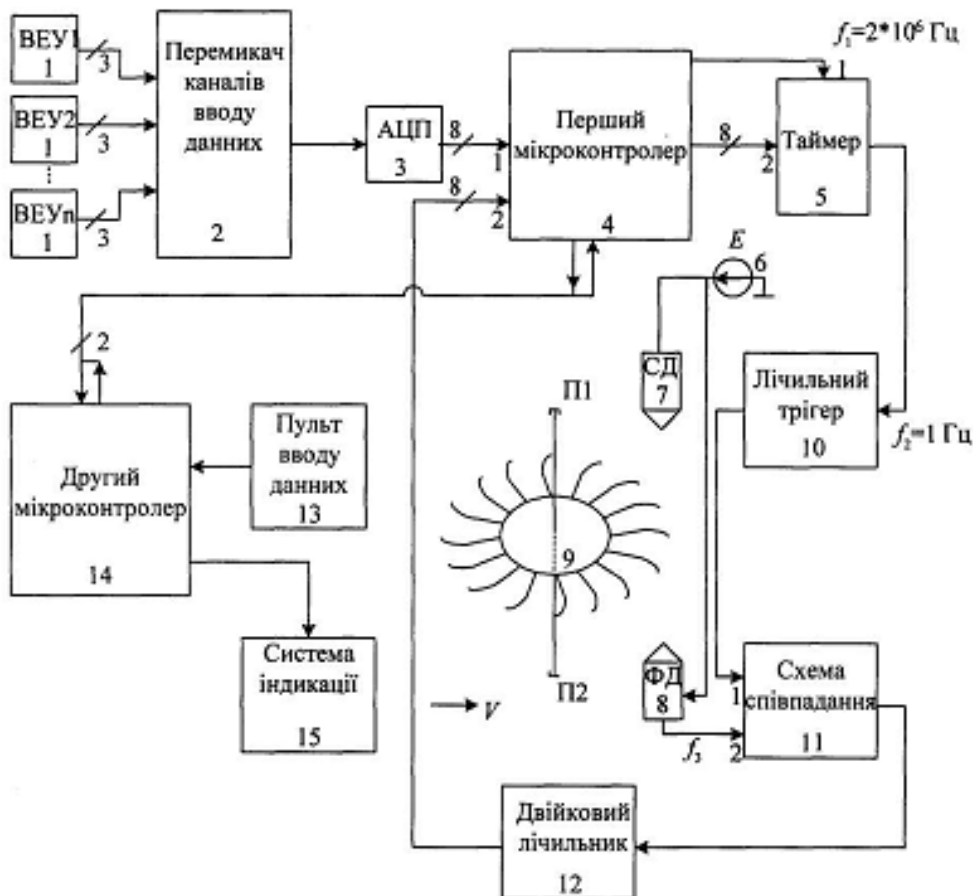 ВЕУ1
1
3
ВЕУ2
1
3
ВЕУn
1
3
Перемикач
каналів
вводу
данних
2
АЦП
3
8
1
8
2
Перший
мікроконтролер
4
8
2
f₁=2*10⁶ Гц
1
Таймер
5
E
6
СД
7
Лічильний
трігер
10
f₂=1 Гц
2
Другий
мікроконтролер
14
Пульт
вводу
данних
13
П1
9
П2
V
Система
індикації
15
ФД
8
f₃
1
2
Схема
співпадання
11
Двійковий
лічильник
12